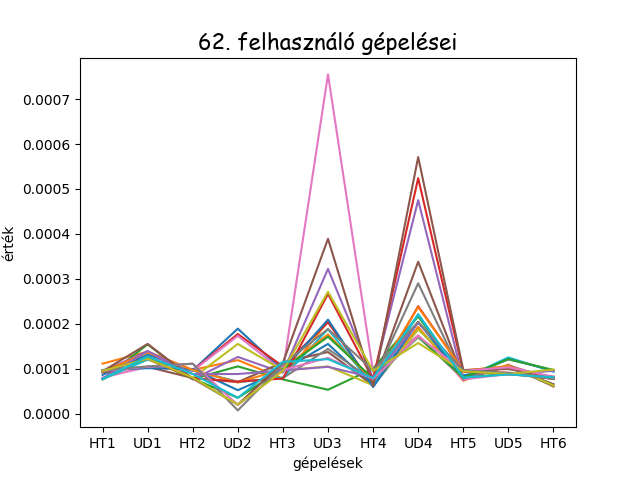 62. felhasználó gépelései
érték
0.0007
0.0006
0.0005
0.0004
0.0003
0.0002
0.0001
0.0000
HT1 UD1 HT2 UD2 HT3 UD3 HT4 UD4 HT5 UD5 HT6
gépelések